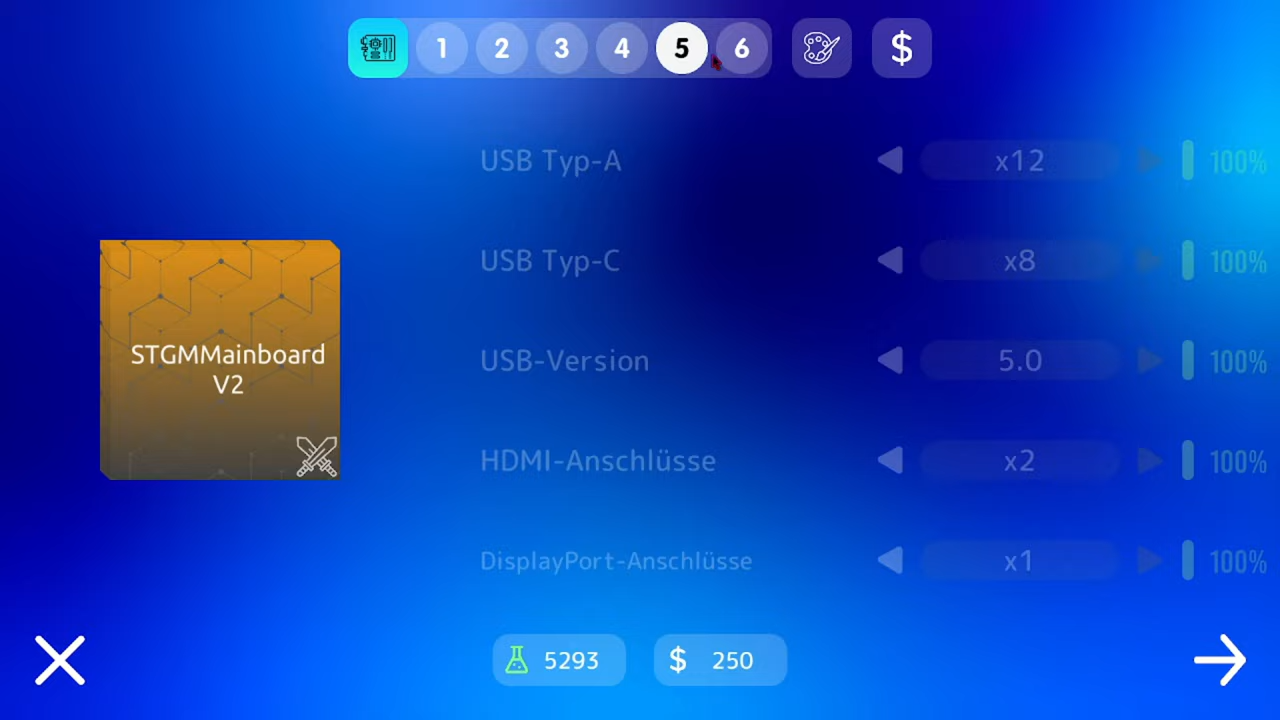 1 2 3 4 5 6 $
USB Typ-A x12 100%
USB Typ-C x8 100%
USB-Version 5.0 100%
STGMMainboard
V2
HDMI-Anschlüsse x2 100%
DisplayPort-Anschlüsse x1 100%
5293 $ 250